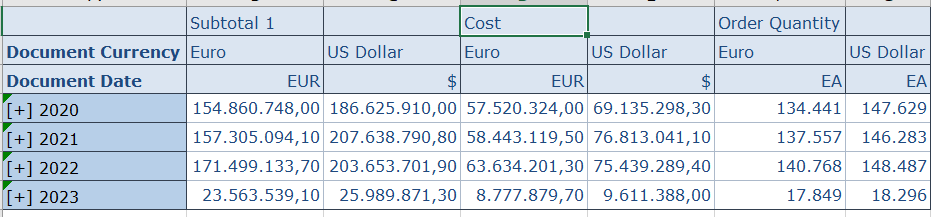 Subtotal 1 Cost Order Quantity
Document Currency Euro US Dollar Euro US Dollar Euro US Dollar
Document Date EUR $ EUR $ EA EA
[+] 2020 154.860.748,00 186.625.910,00 57.520.324,00 69.135.298,30 134.441 147.629
[+] 2021 157.305.094,10 207.638.790,80 58.443.119,50 76.813.041,10 137.557 146.283
[+] 2022 171.499.133,70 203.653.701,90 63.634.201,30 75.439.289,40 140.768 148.487
[+] 2023 23.563.539,10 25.989.871,30 8.777.879,70 9.611.388,00 17.849 18.296